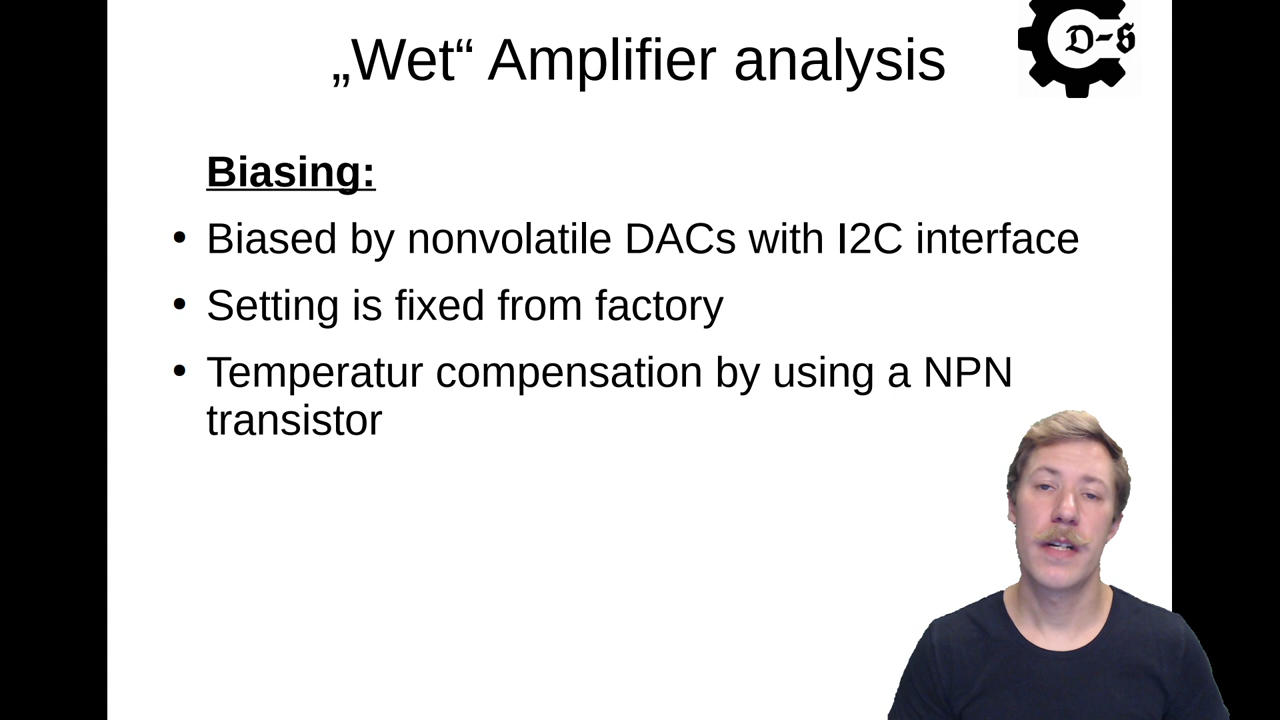 „Wet“ Amplifier analysis
D-S
Biasing:
• Biased by nonvolatile DACs with I2C interface
• Setting is fixed from factory
• Temperatur compensation by using a NPN
transistor